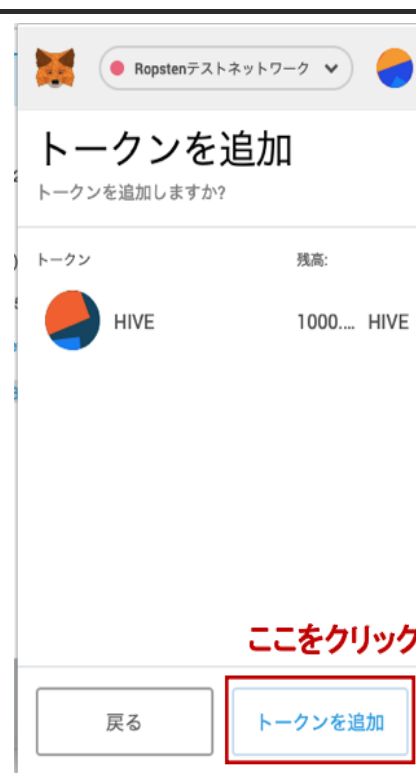 Ropstenテストネットワーク
トークンを追加
トークンを追加しますか?
トークン 残高:
HIVE 1000.... HIVE
ここをクリック
戻る トークンを追加